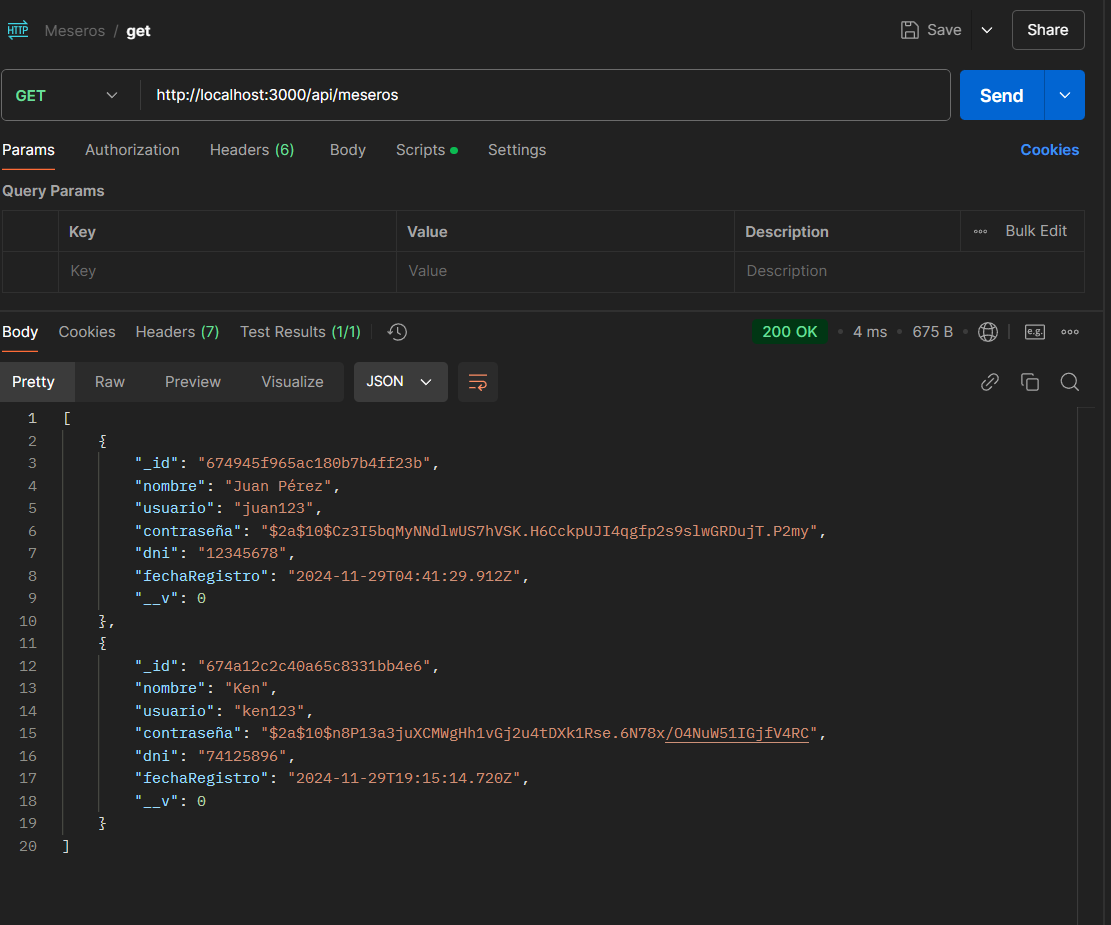 HTTP Meseros / get Save Share
GET http://localhost:3000/api/meseros Send
Params Authorization Headers (6) Body Scripts Settings Cookies
Query Params
Key Value Description Bulk Edit
Key Value Description
Body Cookies Headers (7) Test Results (1/1) 200 OK • 4 ms • 675 B • e.g.
Pretty Raw Preview Visualize JSON
1 [
2 {
3 "_id": "674945f965ac180b7b4ff23b",
4 "nombre": "Juan Pérez",
5 "usuario": "juan123",
6 "contraseña": "$2a$10$Cz3I5bqMyNNdlwUS7hVSK.H6CckpUJI4qgfp2s9slwGRDujT.P2my",
7 "dni": "12345678",
8 "fechaRegistro": "2024-11-29T04:41:29.912Z",
9 "__v": 0
10 },
11 {
12 "_id": "674a12c2c40a65c8331bb4e6",
13 "nombre": "Ken",
14 "usuario": "ken123",
15 "contraseña": "$2a$10$n8P13a3juXCMWgHh1vGj2u4tDXk1Rse.6N78x/O4NuW51IGjfV4RC",
16 "dni": "74125896",
17 "fechaRegistro": "2024-11-29T19:15:14.720Z",
18 "__v": 0
19 }
20 ]